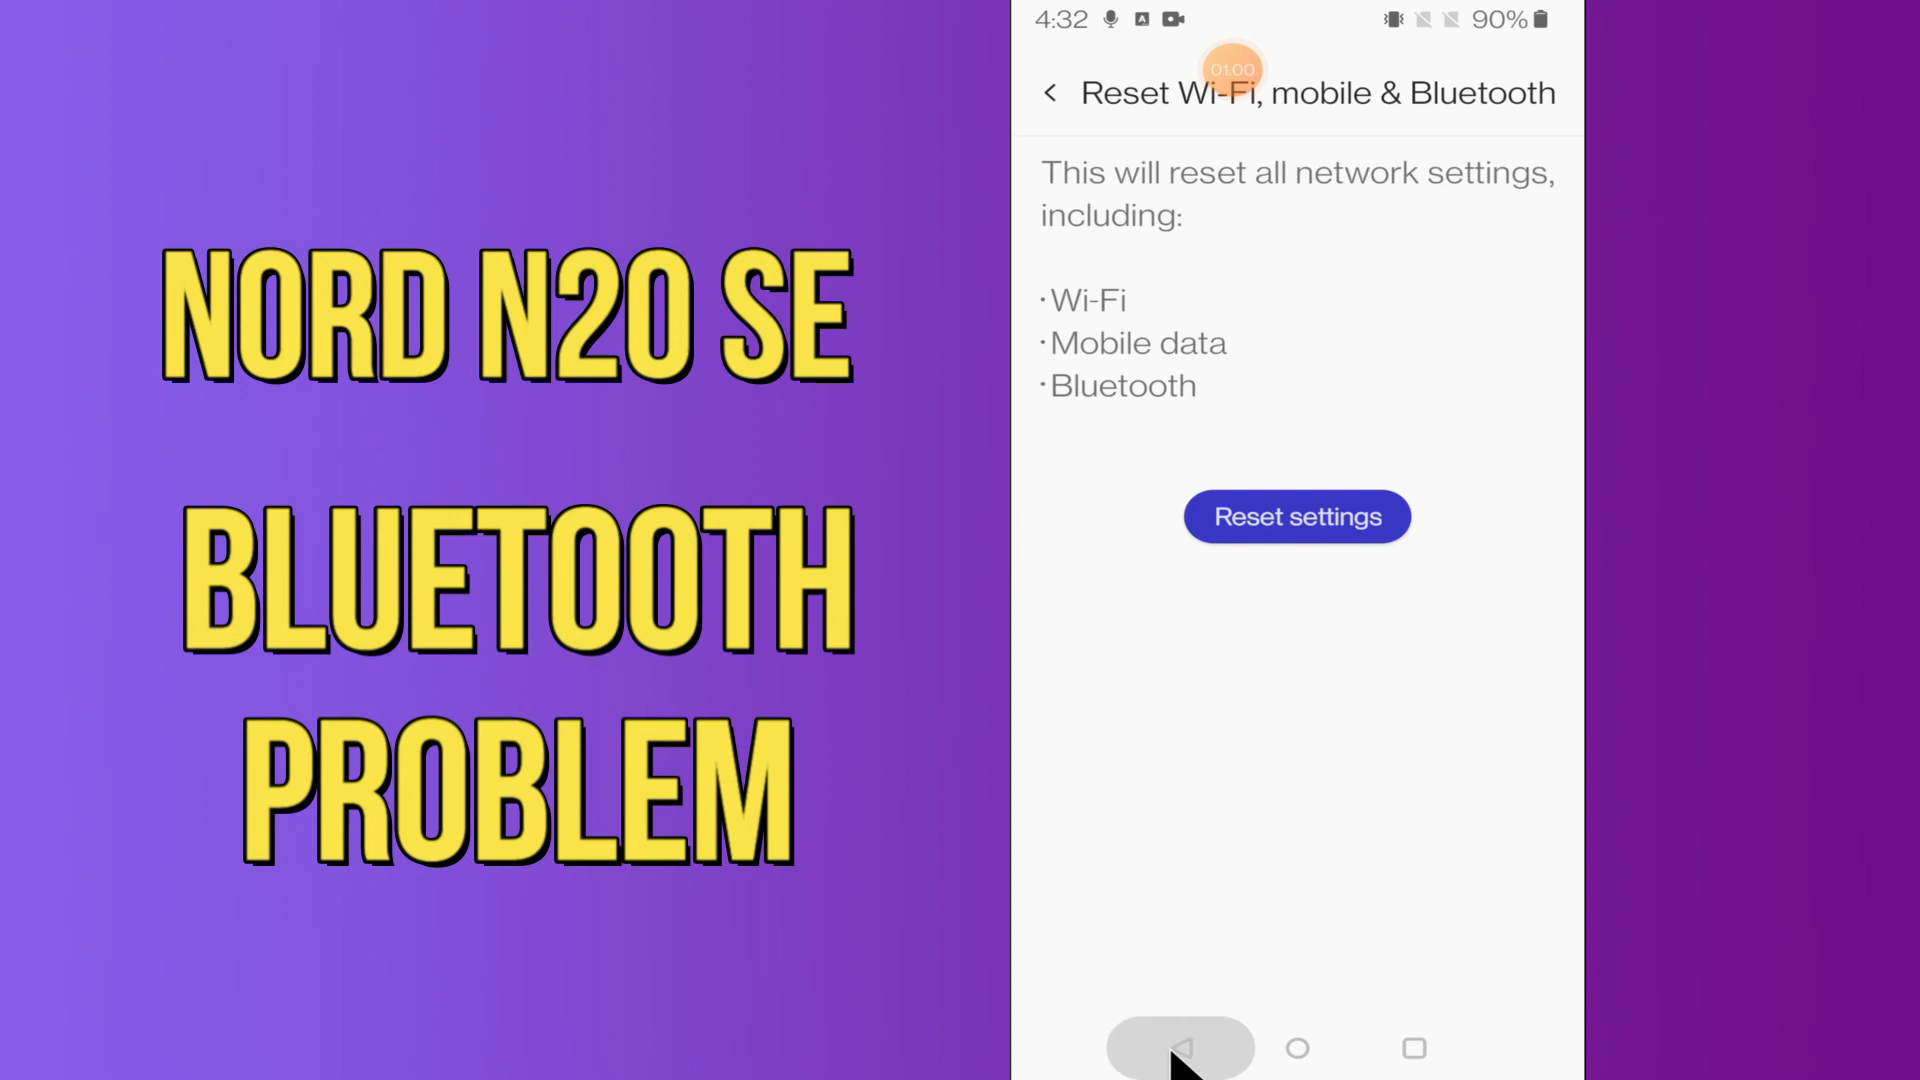 NORD N20 SE
BLUETOOTH
PROBLEM
4:32
90%
01:00
Reset Wi-Fi, mobile & Bluetooth
This will reset all network settings,
including:
·Wi-Fi
·Mobile data
·Bluetooth
Reset settings